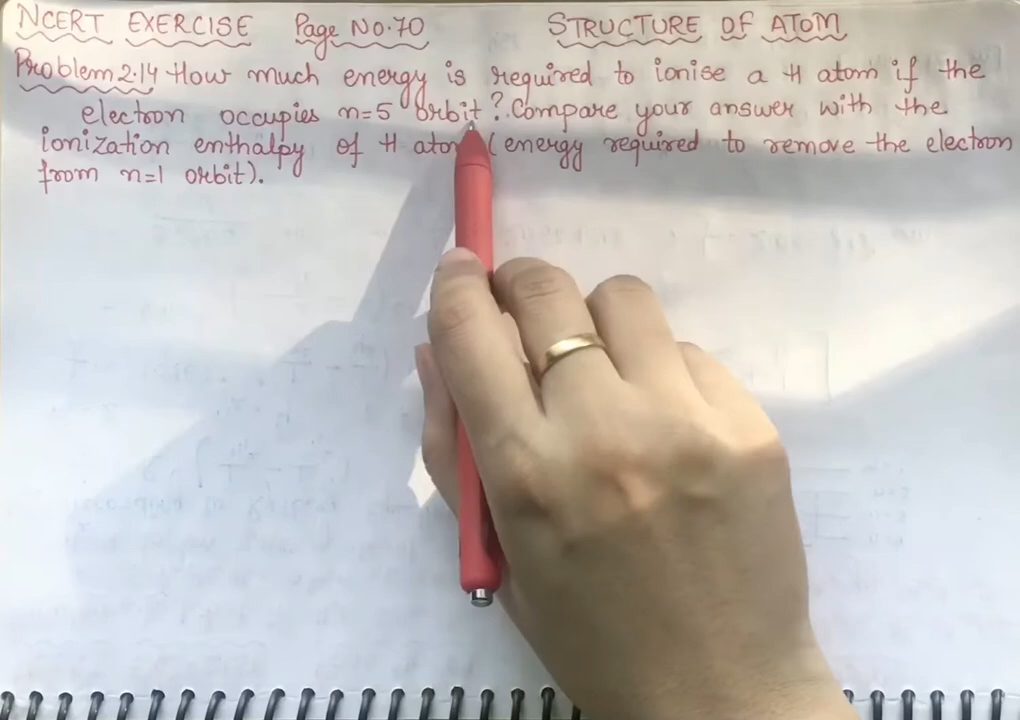 NCERT EXERCISE Page No.70 STRUCTURE OF ATOM
Problem 2.14 How much energy is required to ionise a H atom if the
electron occupies n=5 orbit? Compare your answer with the
ionization enthalpy of H atom (energy required to remove the electron
from n=1 orbit).